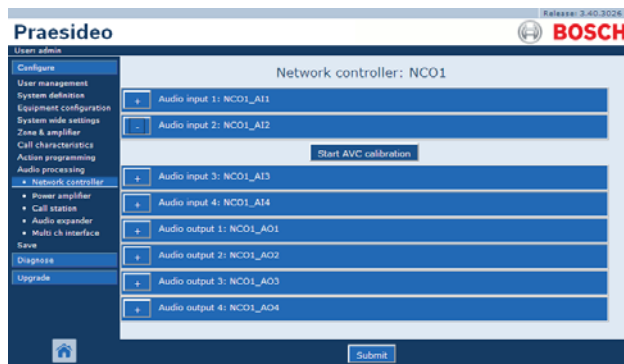 Release: 3.40.3026
Praesideo
BOSCH
User: admin
Configure
User management
System definition
Equipment configuration
System wide settings
Zone & amplifier
Call characteristics
Action programming
Audio processing
• Network controller
• Power amplifier
• Call station
• Audio expander
• Multi ch interface
Save
Diagnose
Upgrade
Network controller: NCO1
+ Audio input 1: NCO1_AI1
- Audio input 2: NCO1_AI2
Start AVC calibration
+ Audio input 3: NCO1_AI3
+ Audio input 4: NCO1_AI4
+ Audio output 1: NCO1_AO1
+ Audio output 2: NCO1_AO2
+ Audio output 3: NCO1_AO3
+ Audio output 4: NCO1_AO4
Submit